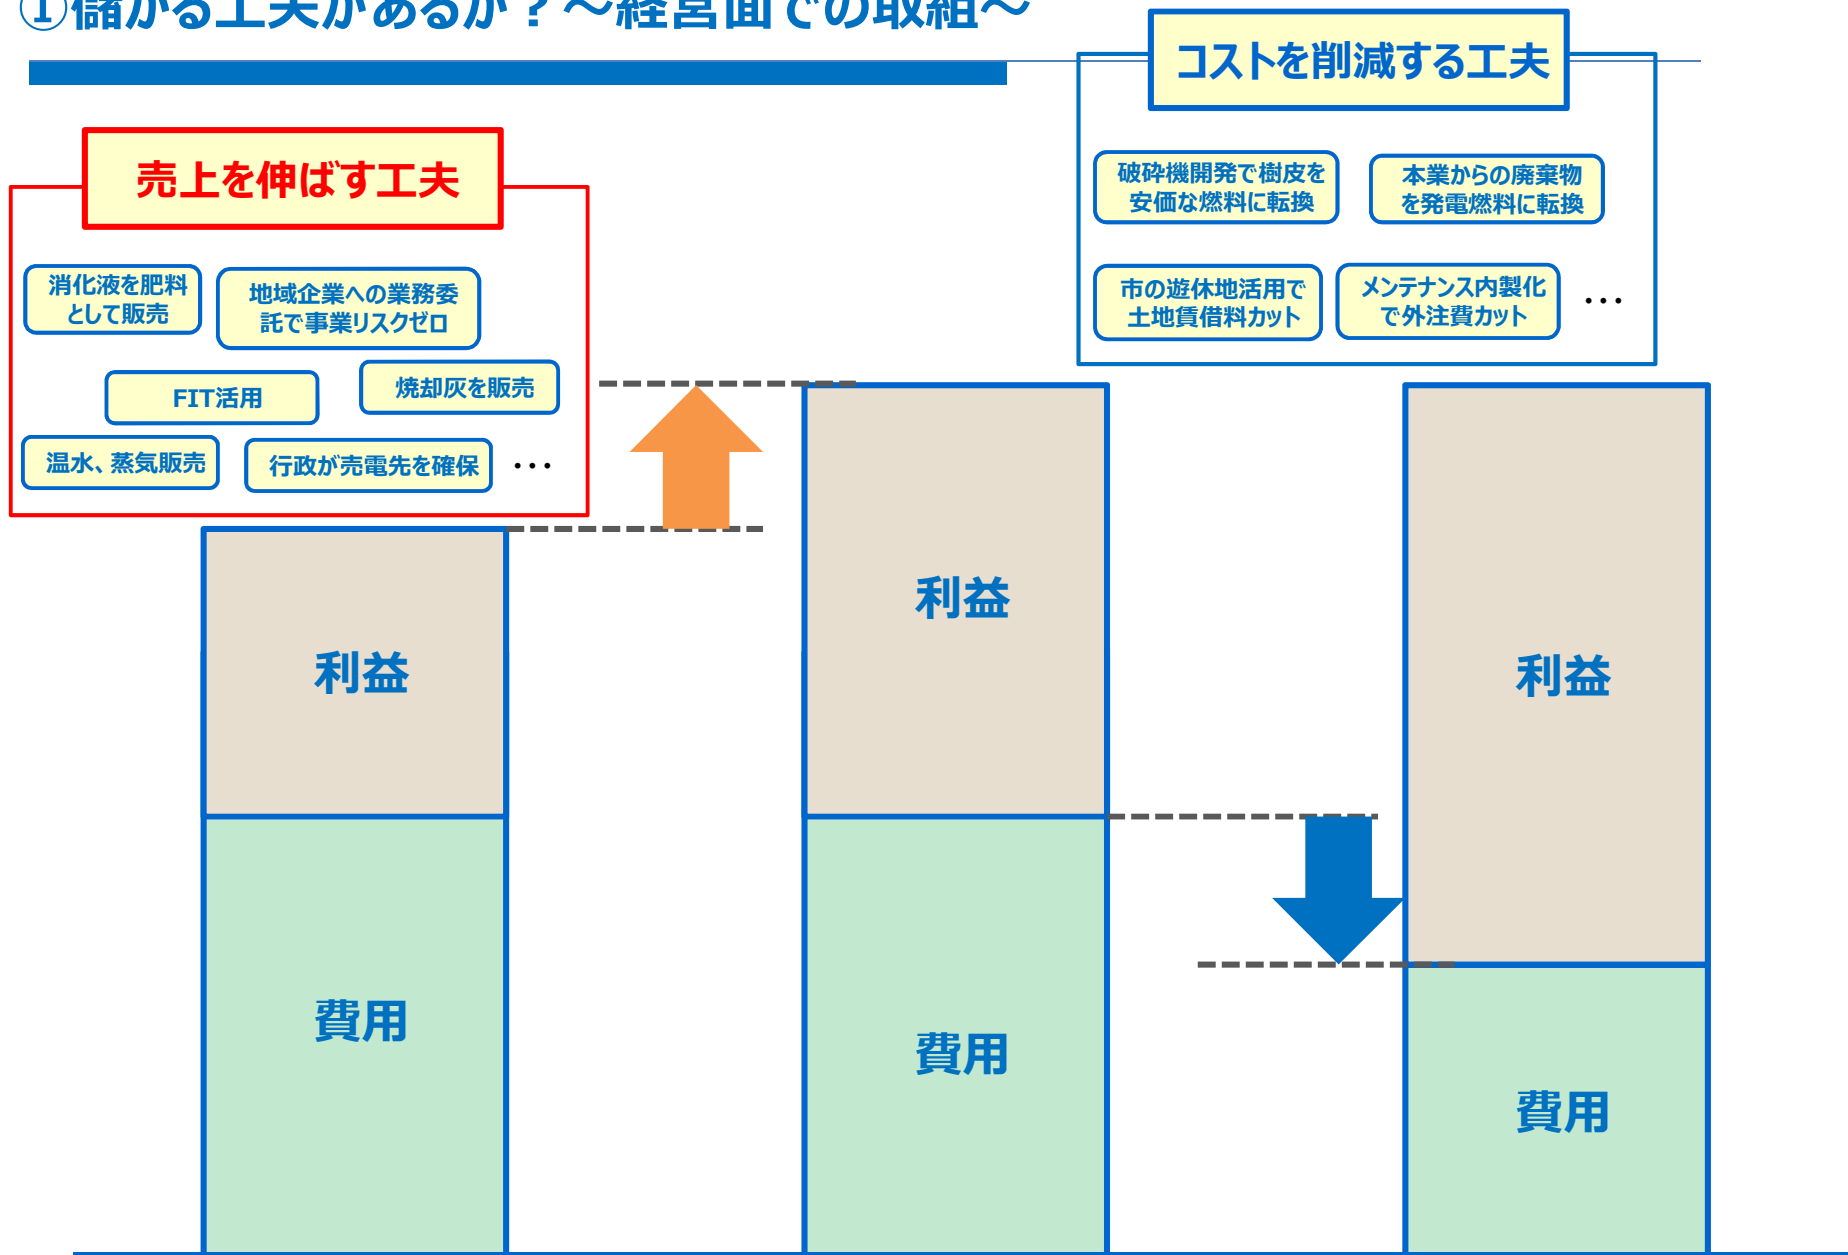 ①儲かる工夫があるか？～経営面での取組～
コストを削減する工夫
破砕機開発で樹皮を
安価な燃料に転換
本業からの廃棄物
を発電燃料に転換
市の遊休地活用で
土地賃借料カット
メンテナンス内製化
で外注費カット
・・・
売上を伸ばす工夫
消化液を肥料
として販売
地域企業への業務委
託で事業リスクゼロ
FIT活用
焼却灰を販売
温水、蒸気販売
行政が売電先を確保
・・・
利益
費用
利益
費用
利益
費用